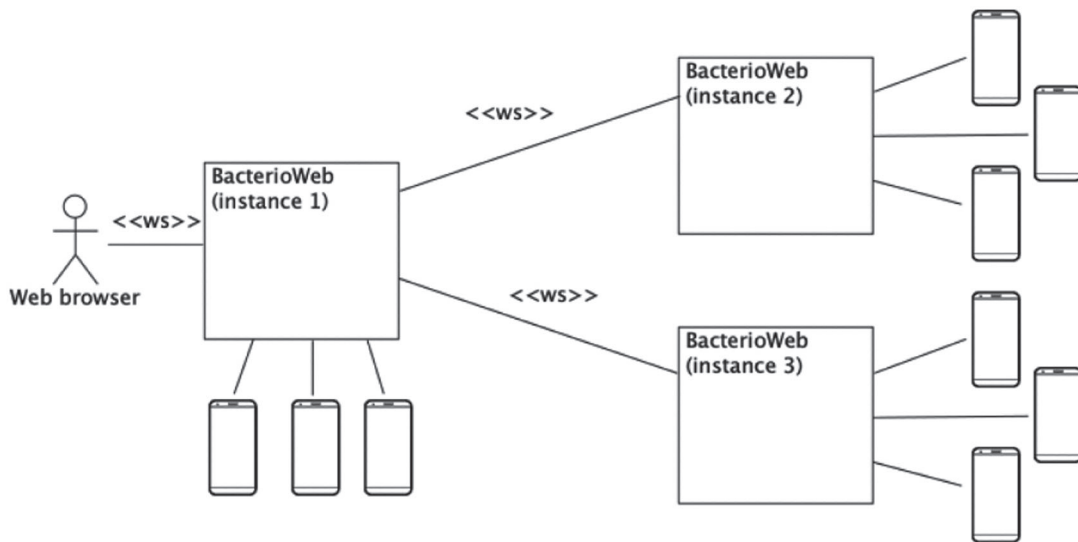 BacterioWeb
(instance 2)
<<ws>>
BacterioWeb
(instance 1)
<<ws>>
Web browser
<<ws>>
BacterioWeb
(instance 3)